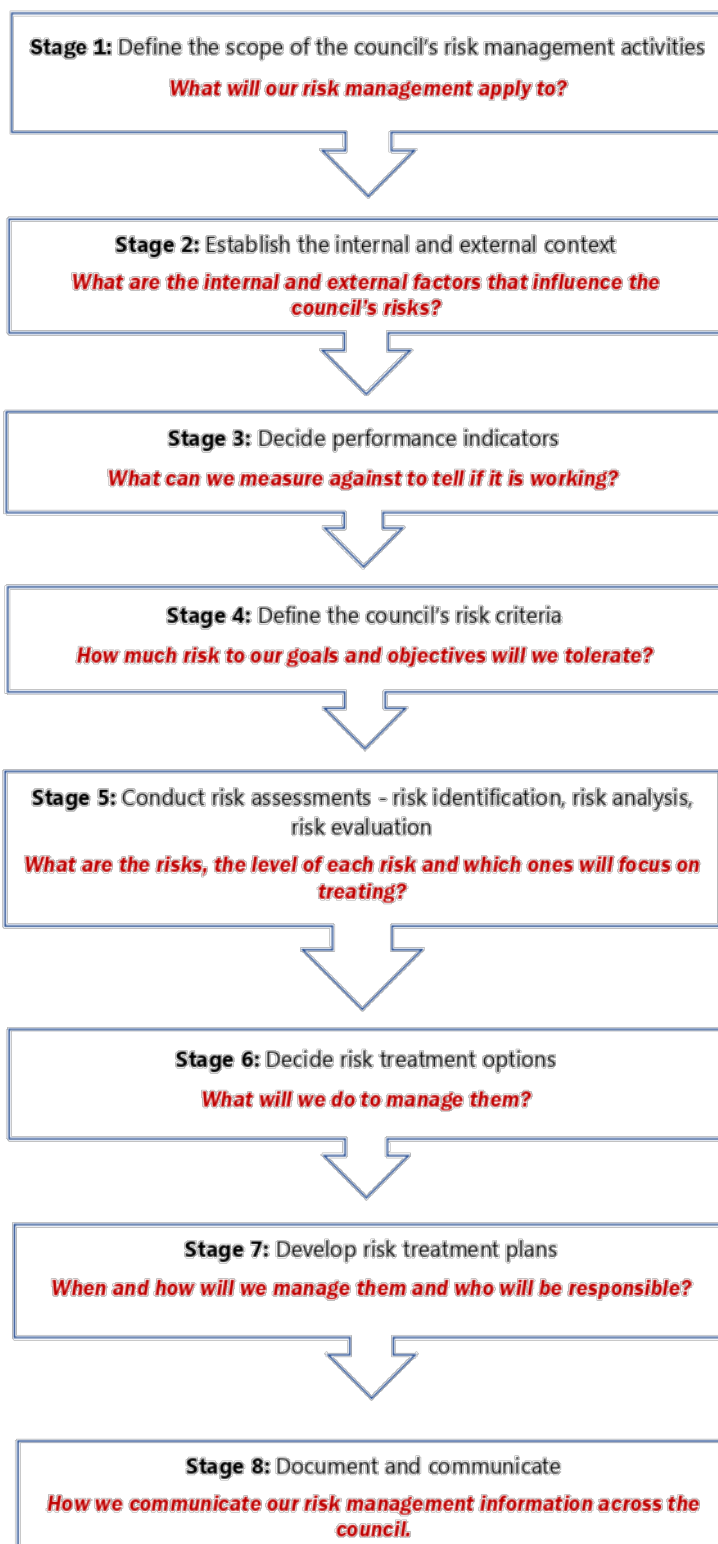 Stage 1: Define the scope of the council's risk management activities
What will our risk management apply to?
Stage 2: Establish the internal and external context
What are the internal and external factors that influence the
council's risks?
Stage 3: Decide performance indicators
What can we measure against to tell if it is working?
Stage 4: Define the council's risk criteria
How much risk to our goals and objectives will we tolerate?
Stage 5: Conduct risk assessments - risk identification, risk analysis,
risk evaluation
What are the risks, the level of each risk and which ones will focus on
treating?
Stage 6: Decide risk treatment options
What will we do to manage them?
Stage 7: Develop risk treatment plans
When and how will we manage them and who will be responsible?
Stage 8: Document and communicate
How we communicate our risk management information across the
council.